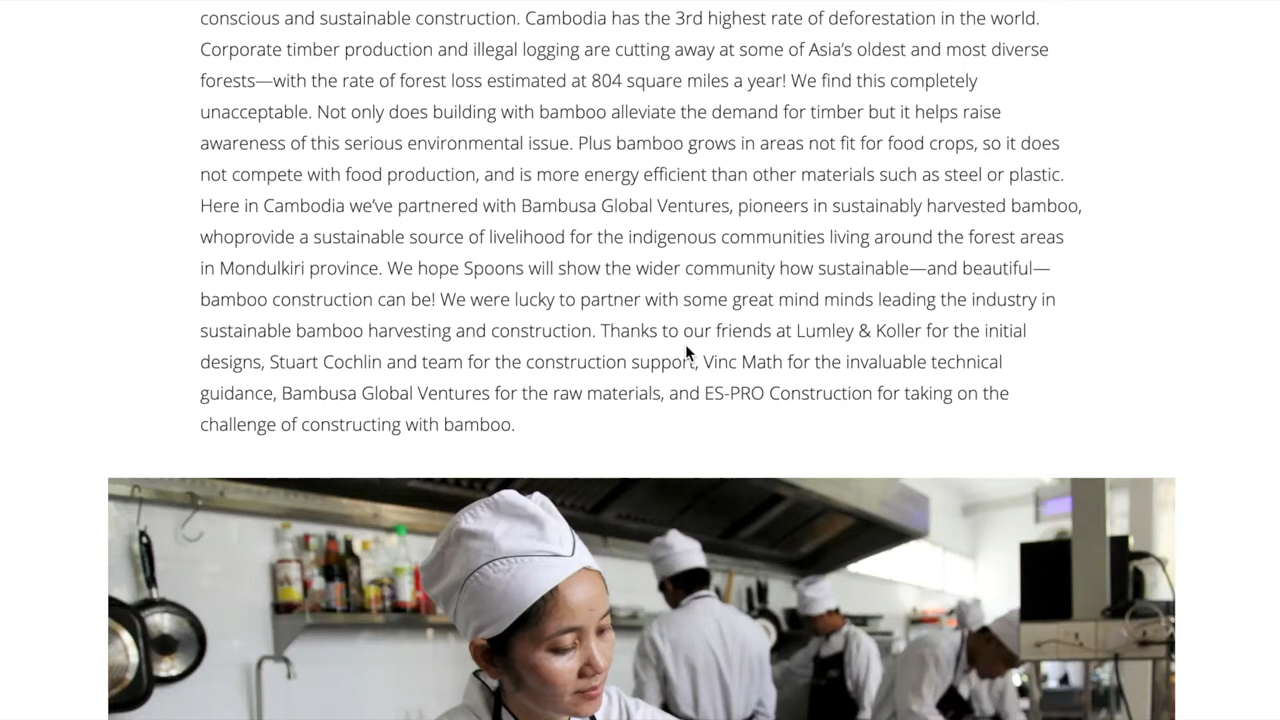 conscious and sustainable construction. Cambodia has the 3rd highest rate of deforestation in the world.
Corporate timber production and illegal logging are cutting away at some of Asia’s oldest and most diverse
forests—with the rate of forest loss estimated at 804 square miles a year! We find this completely
unacceptable. Not only does building with bamboo alleviate the demand for timber but it helps raise
awareness of this serious environmental issue. Plus bamboo grows in areas not fit for food crops, so it does
not compete with food production, and is more energy efficient than other materials such as steel or plastic.
Here in Cambodia we’ve partnered with Bambusa Global Ventures, pioneers in sustainably harvested bamboo,
whoprovide a sustainable source of livelihood for the indigenous communities living around the forest areas
in Mondulkiri province. We hope Spoons will show the wider community how sustainable—and beautiful—
bamboo construction can be! We were lucky to partner with some great mind minds leading the industry in
sustainable bamboo harvesting and construction. Thanks to our friends at Lumley & Koller for the initial
designs, Stuart Cochlin and team for the construction support, Vinc Math for the invaluable technical
guidance, Bambusa Global Ventures for the raw materials, and ES-PRO Construction for taking on the
challenge of constructing with bamboo.